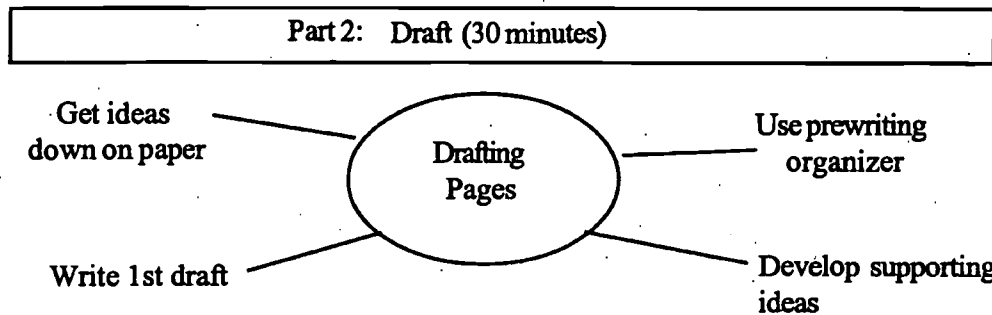 Part 2: Draft (30 minutes)
Get ideas
down on paper
Drafting
Pages
Use prewriting
organizer
Write 1st draft
Develop supporting
ideas